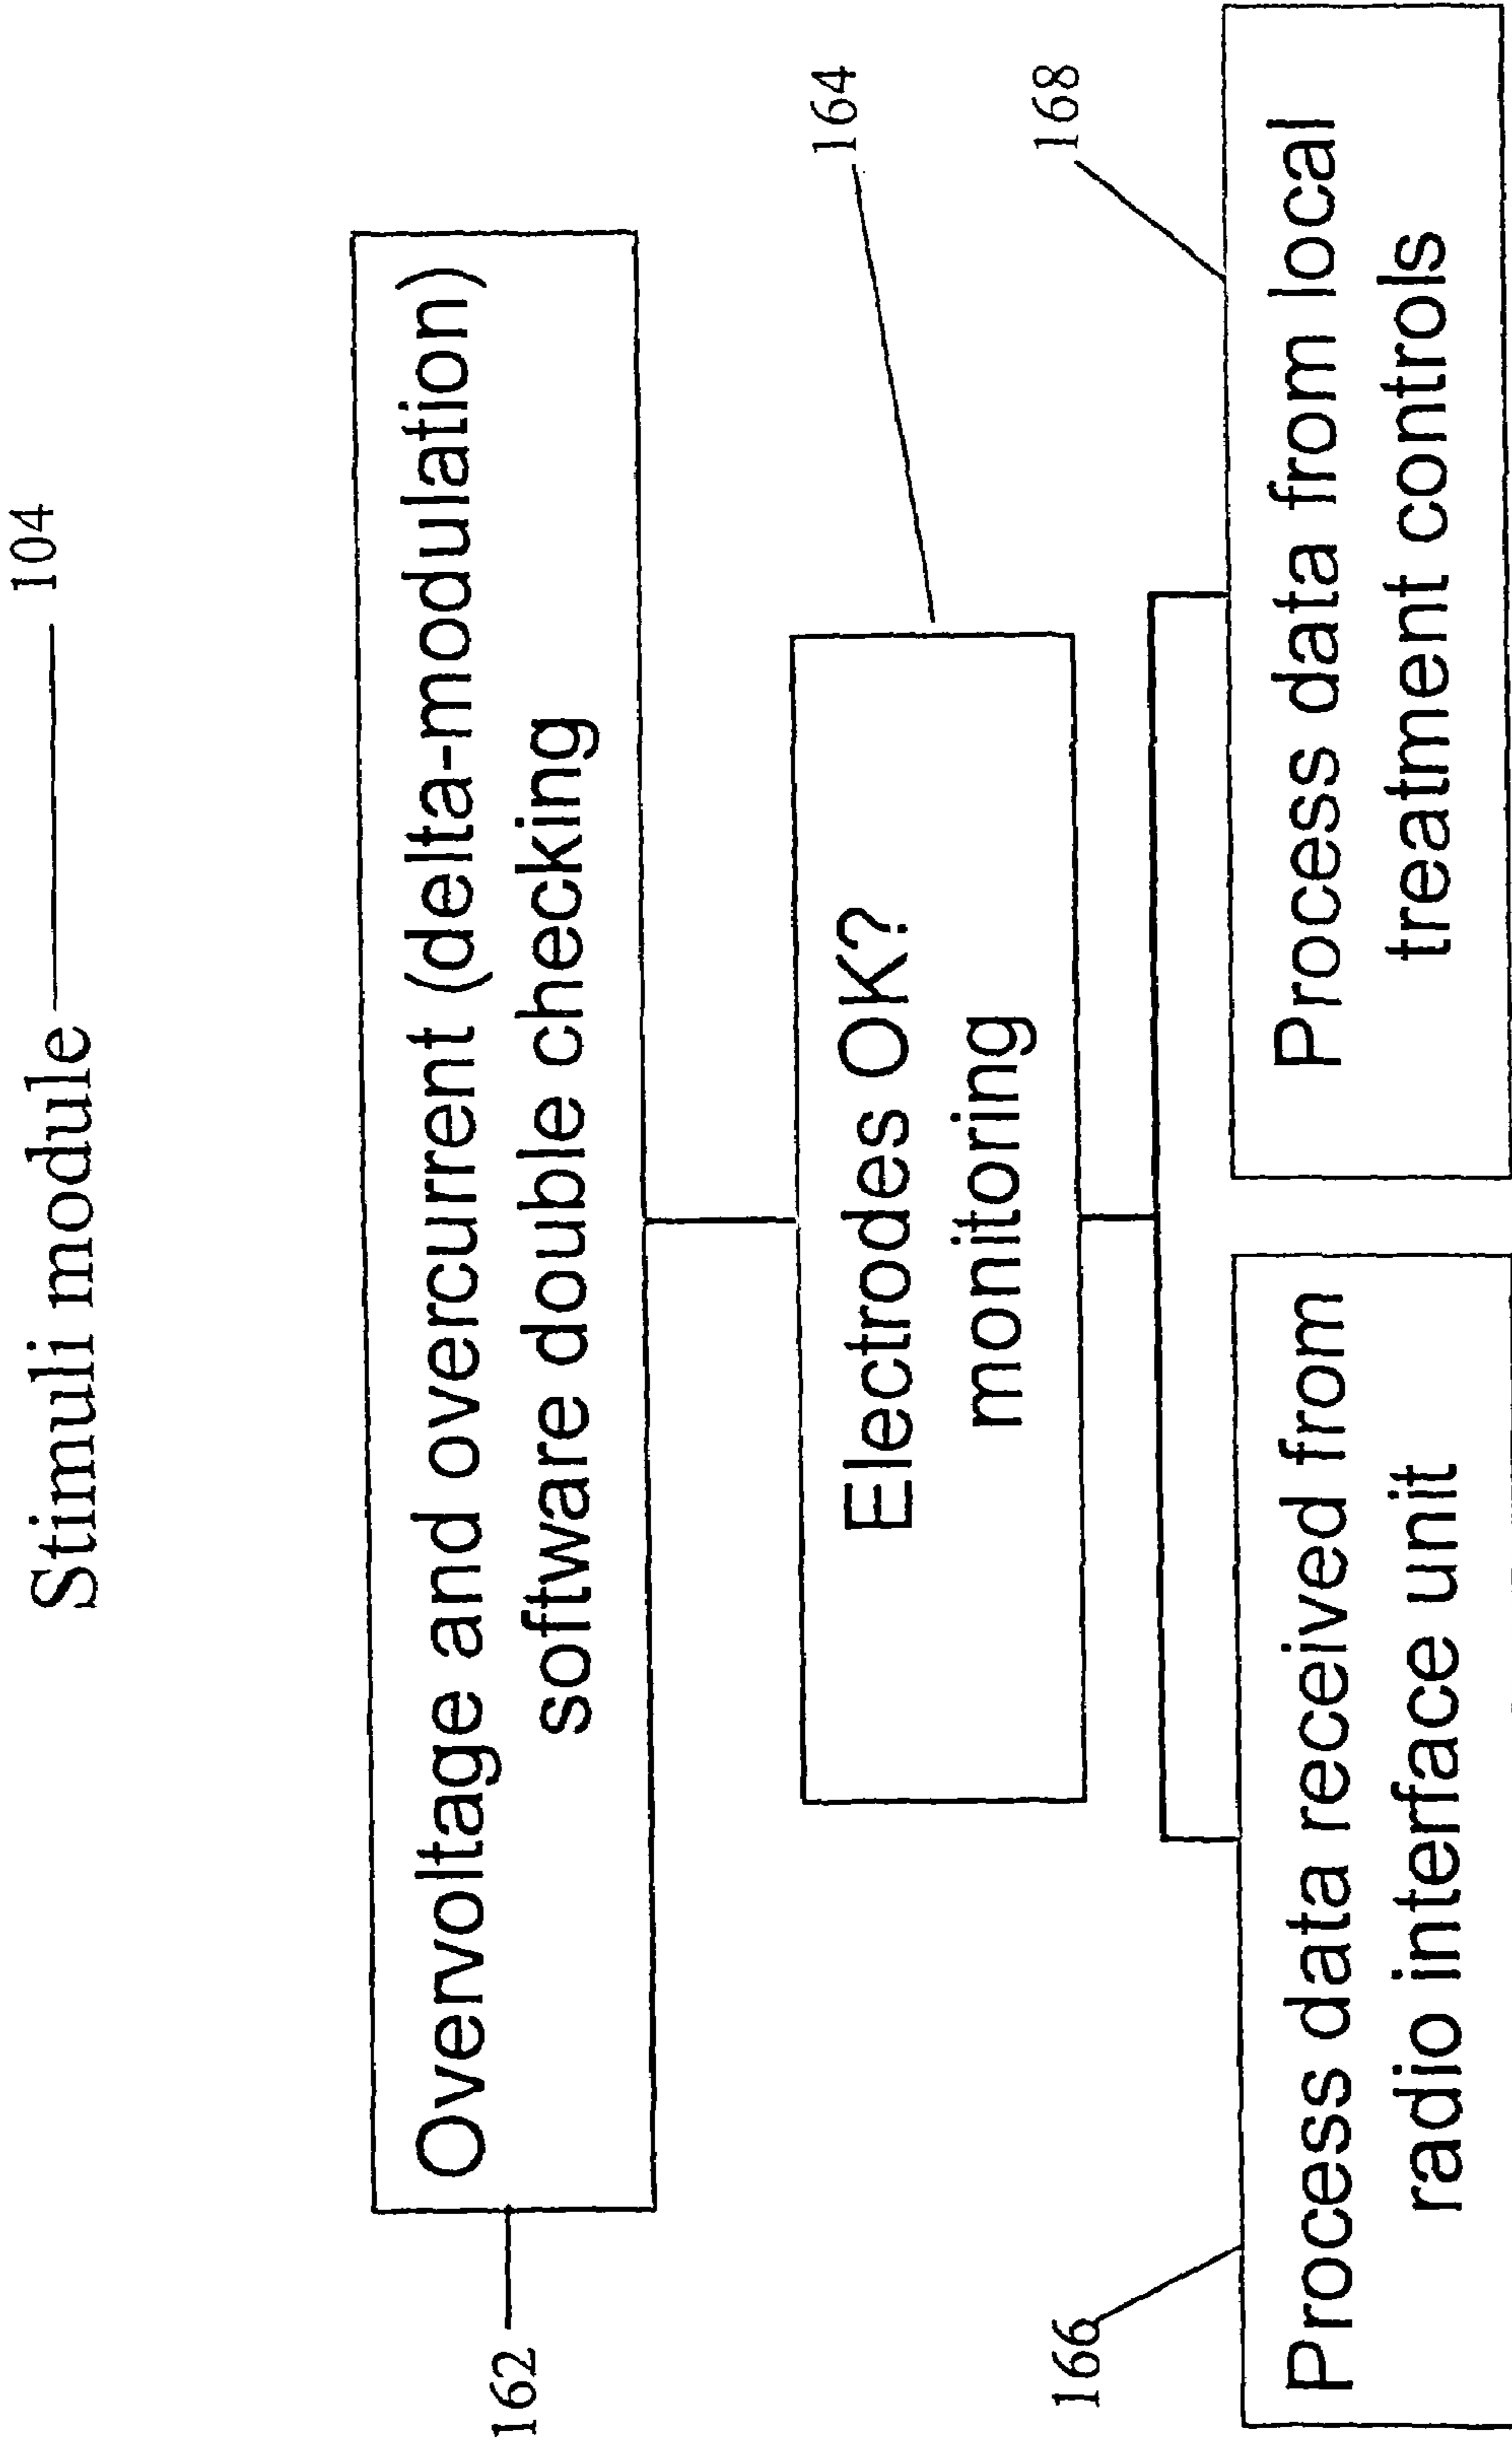 Stimuli module 104
Overvoltage and overcurrent (delta-modulation)
software double checking
162
Electrodes OK?
monitoring
164
166
Process data received from
radio interface unit
168
Process data from local
treatment controls